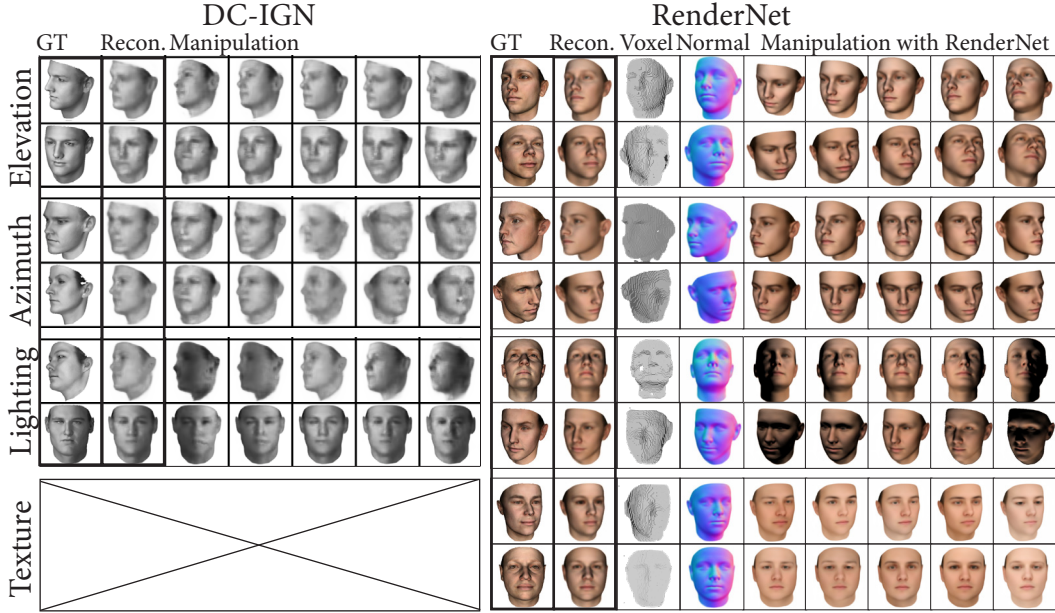 DC-IGN
RenderNet
GT Recon. Manipulation
GT Recon. Voxel Normal Manipulation with RenderNet
Elevation
Azimuth
Lighting
Texture